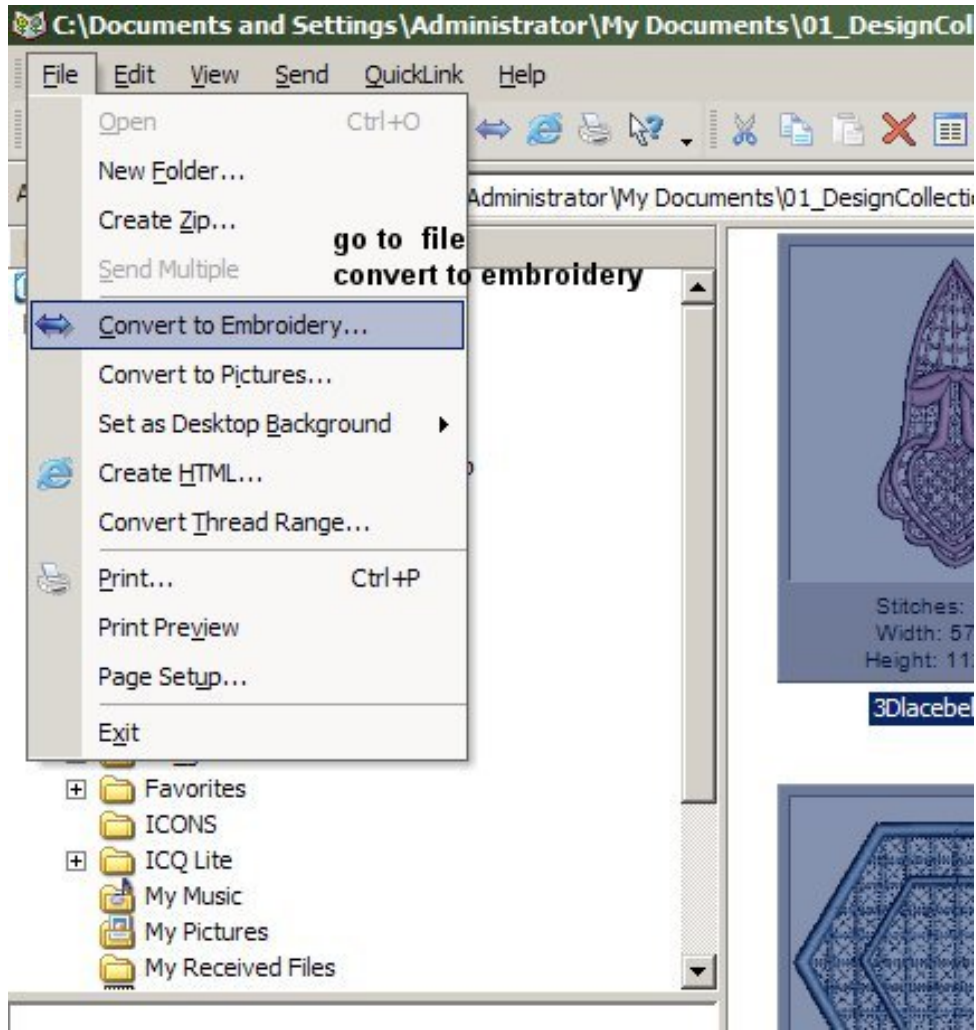 C:\Documents and Settings\Administrator\My Documents\01_DesignCol
File Edit View Send QuickLink Help
Open Ctrl+O
New Folder...
Administrator\My Documents\01_DesignCollecti
Create Zip...
go to file
Send Multiple
convert to embroidery
Convert to Embroidery...
Convert to Pictures...
Set as Desktop Background
Create HTML...
Convert Thread Range...
Print... Ctrl+P
Print Preview
Page Setup...
Exit
Stitches:
Width: 57
Height: 11
3Dlacebel
Favorites
ICONS
ICQ Lite
My Music
My Pictures
My Received Files